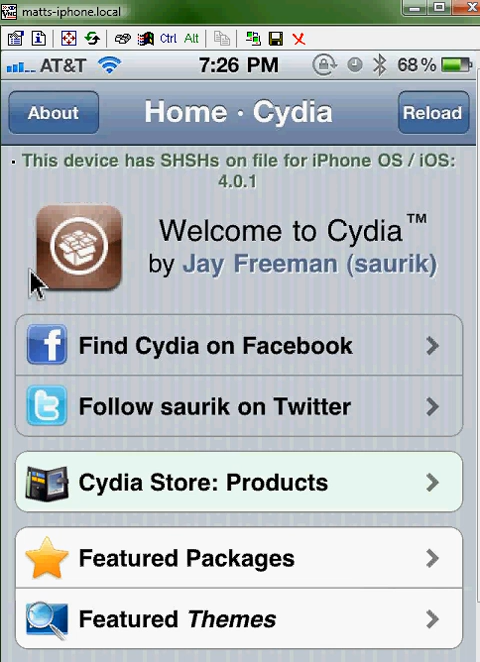 matts-iphone.local
Ctrl Alt
AT&T 7:26 PM 68%
About Home · Cydia Reload
· This device has SHSHs on file for iPhone OS / iOS:
4.0.1
Welcome to Cydia™
by Jay Freeman (saurik)
Find Cydia on Facebook
Follow saurik on Twitter
Cydia Store: Products
Featured Packages
Featured Themes